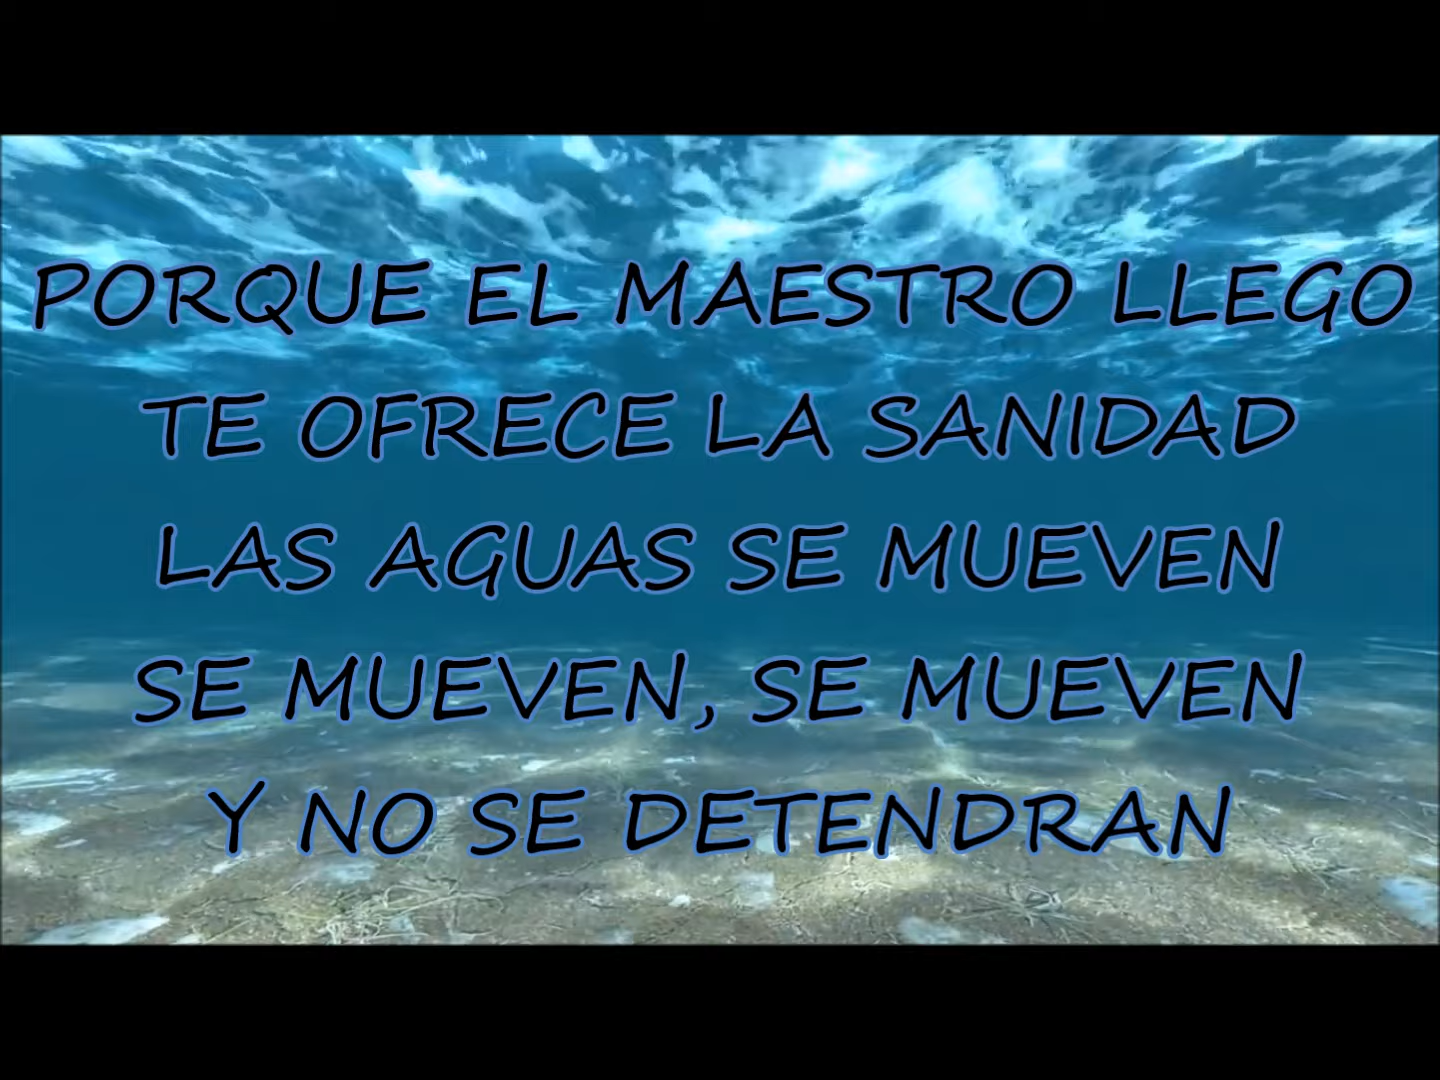 PORQUE EL MAESTRO LLEGO
TE OFRECE LA SANIDAD
LAS AGUAS SE MUEVEN
SE MUEVEN, SE MUEVEN
Y NO SE DETENDRAN